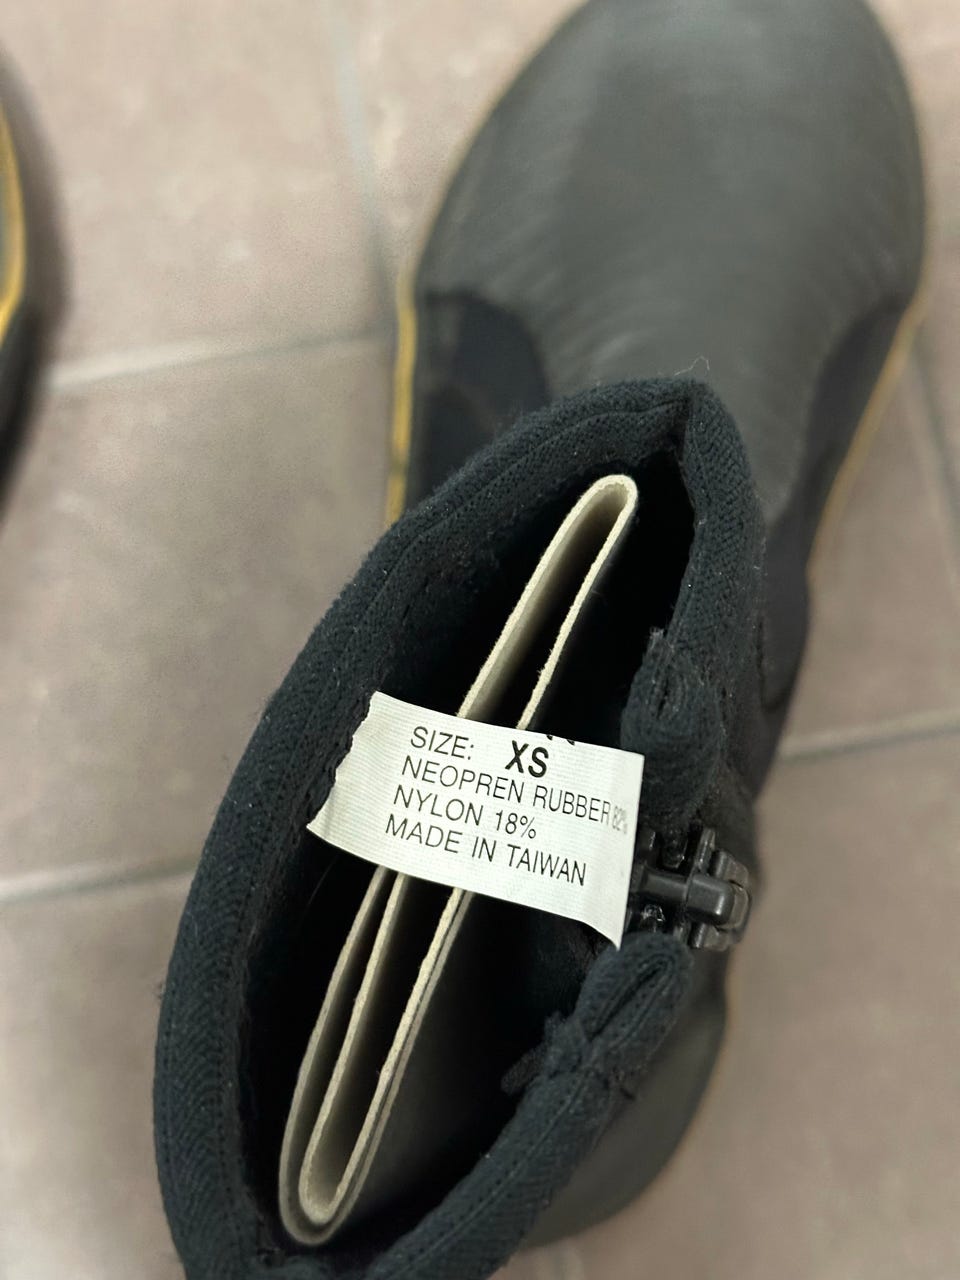 SIZE: XS
NEOPREN RUBBER 82%
NYLON 18%
MADE IN TAIWAN